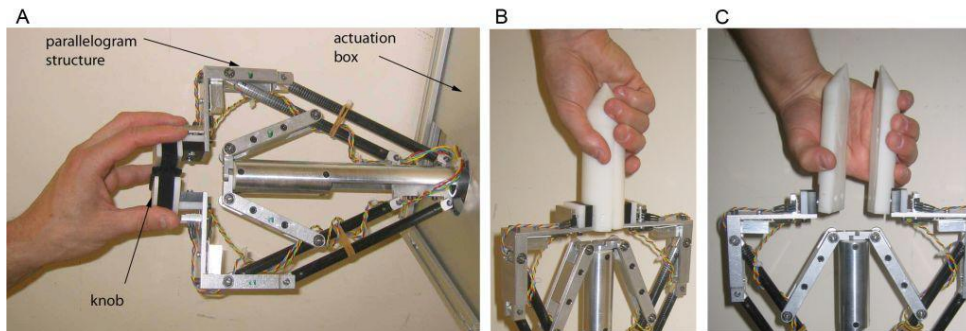 A
parallelogram
structure
actuation
box
knob
B
C